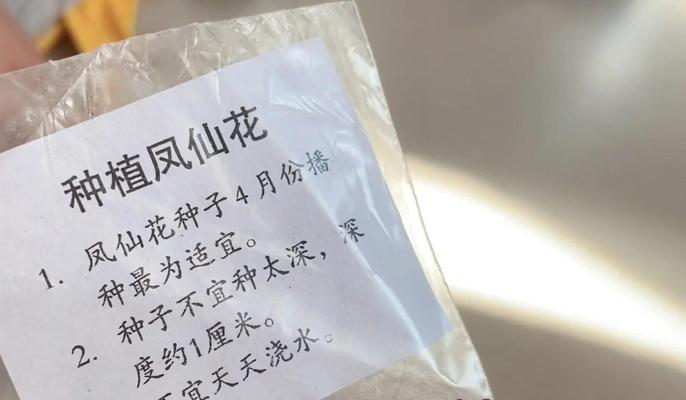 种植凤仙花
1. 凤仙花种子4月份播
种最为适宜。
2. 种子不宜种太深，深
度约1厘米。
宜天天浇水。